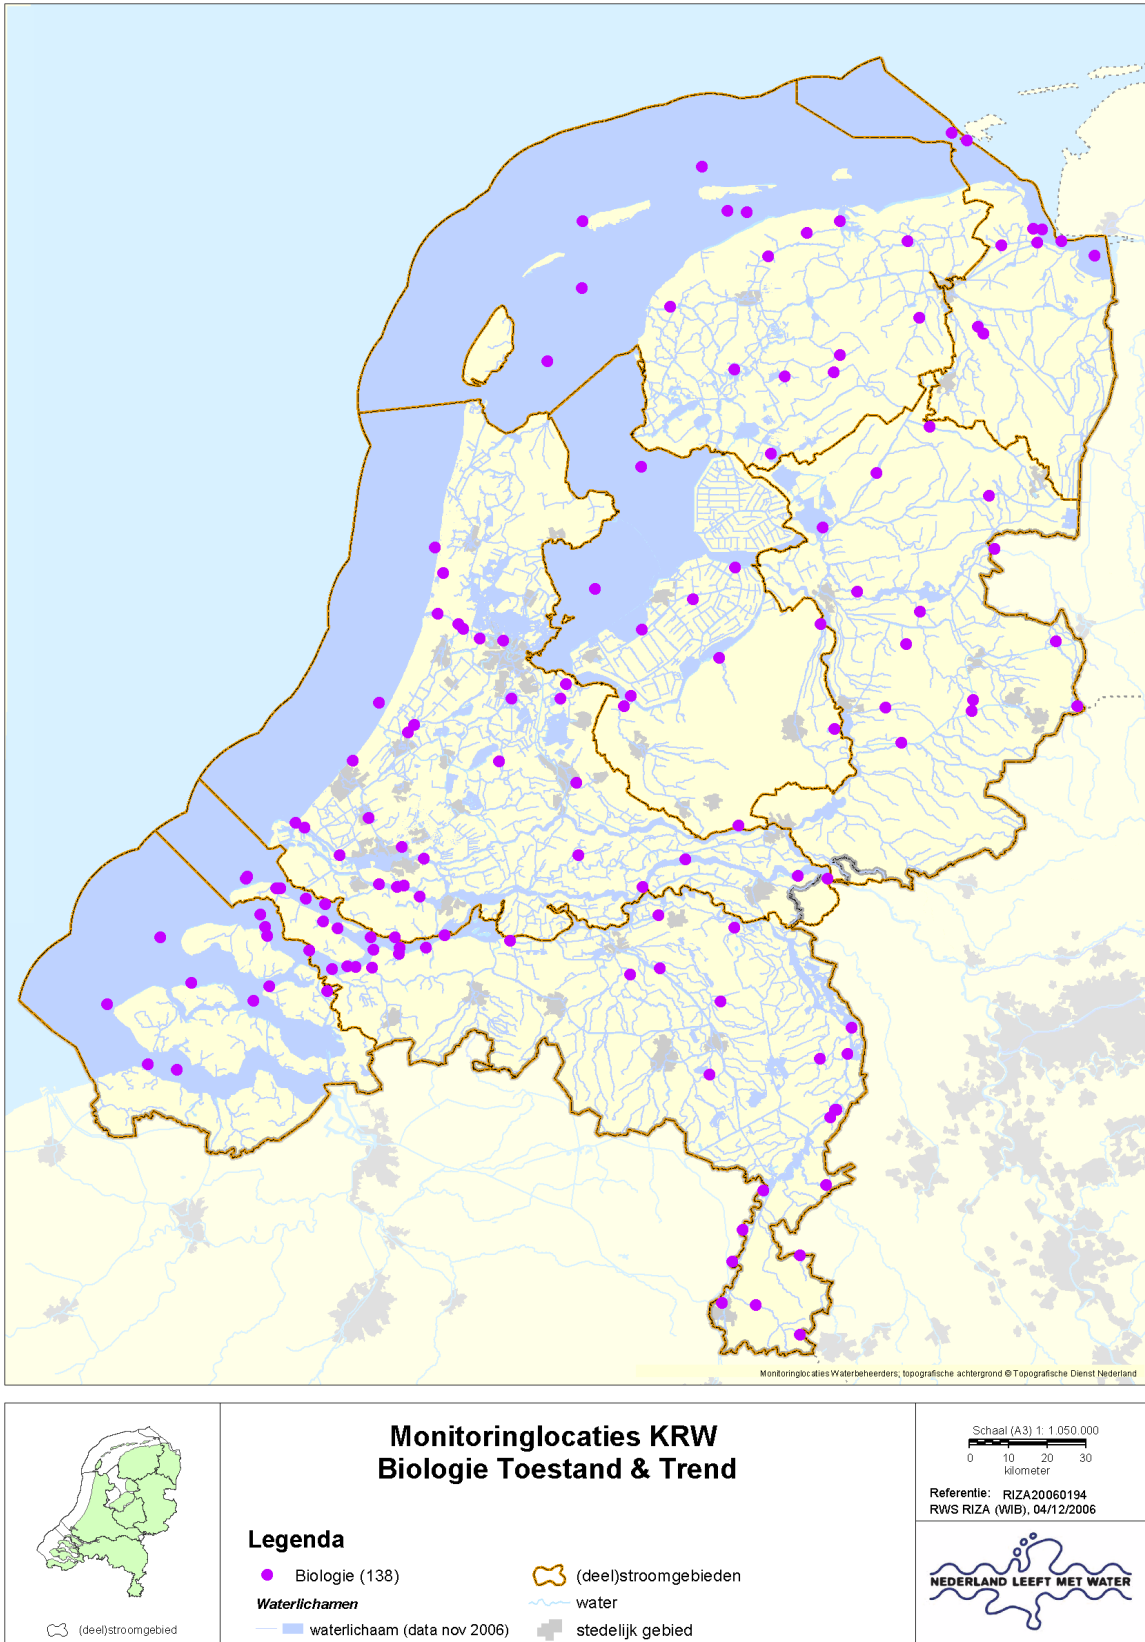 Monitoringlocaties Waterbeheerders; topografische achtergrond © Topografische Dienst Nederland
(deel)stroomgebied
Monitoringlocaties KRW
Biologie Toestand & Trend
Legenda
Biologie (138)
Waterlichamen
waterlichaam (data nov 2006)
(deel)stroomgebieden
water
stedelijk gebied
Schaal (A3) 1: 1.050.000
0 10 20 30
kilometer
Referentie: RIZA20060194
RWS RIZA (WIB), 04/12/2006
NEDERLAND LEEFT MET WATER